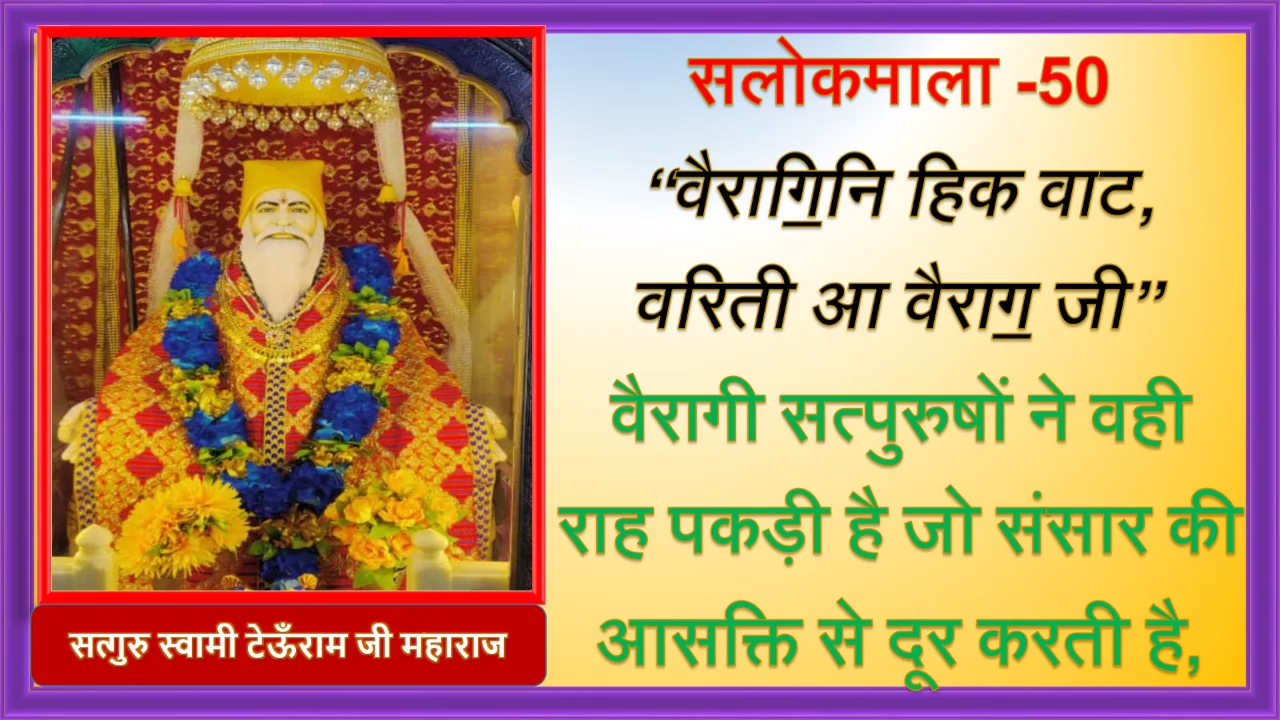 सलोकमाला -50
“वैरागि॒नि हिक वाट,
वरिती आ वैराग॒ जी”
वैरागी सत्पुरुषों ने वही
राह पकड़ी है जो संसार की
आसक्ति से दूर करती है,
सत्गुरु स्वामी टेऊँराम जी महाराज